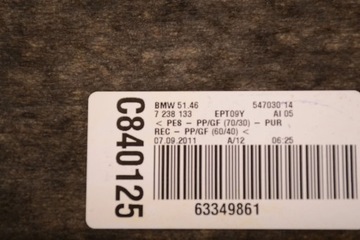 C840125
BMW 51.46 547030 14
7 238 133 EPT09Y AI 05
< PES - PP/GF (70/30) - PUR
REC - PP/GF (60/40) <
07.09.2011 A/12 06:25
63349861